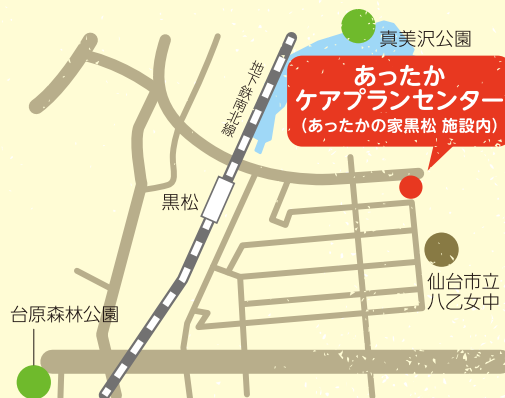 真美沢公園
あったか
ケアプランセンター
(あったかの家黒松 施設内)
地下鉄南北線
黒松
仙台市立
八乙女中
台原森林公園